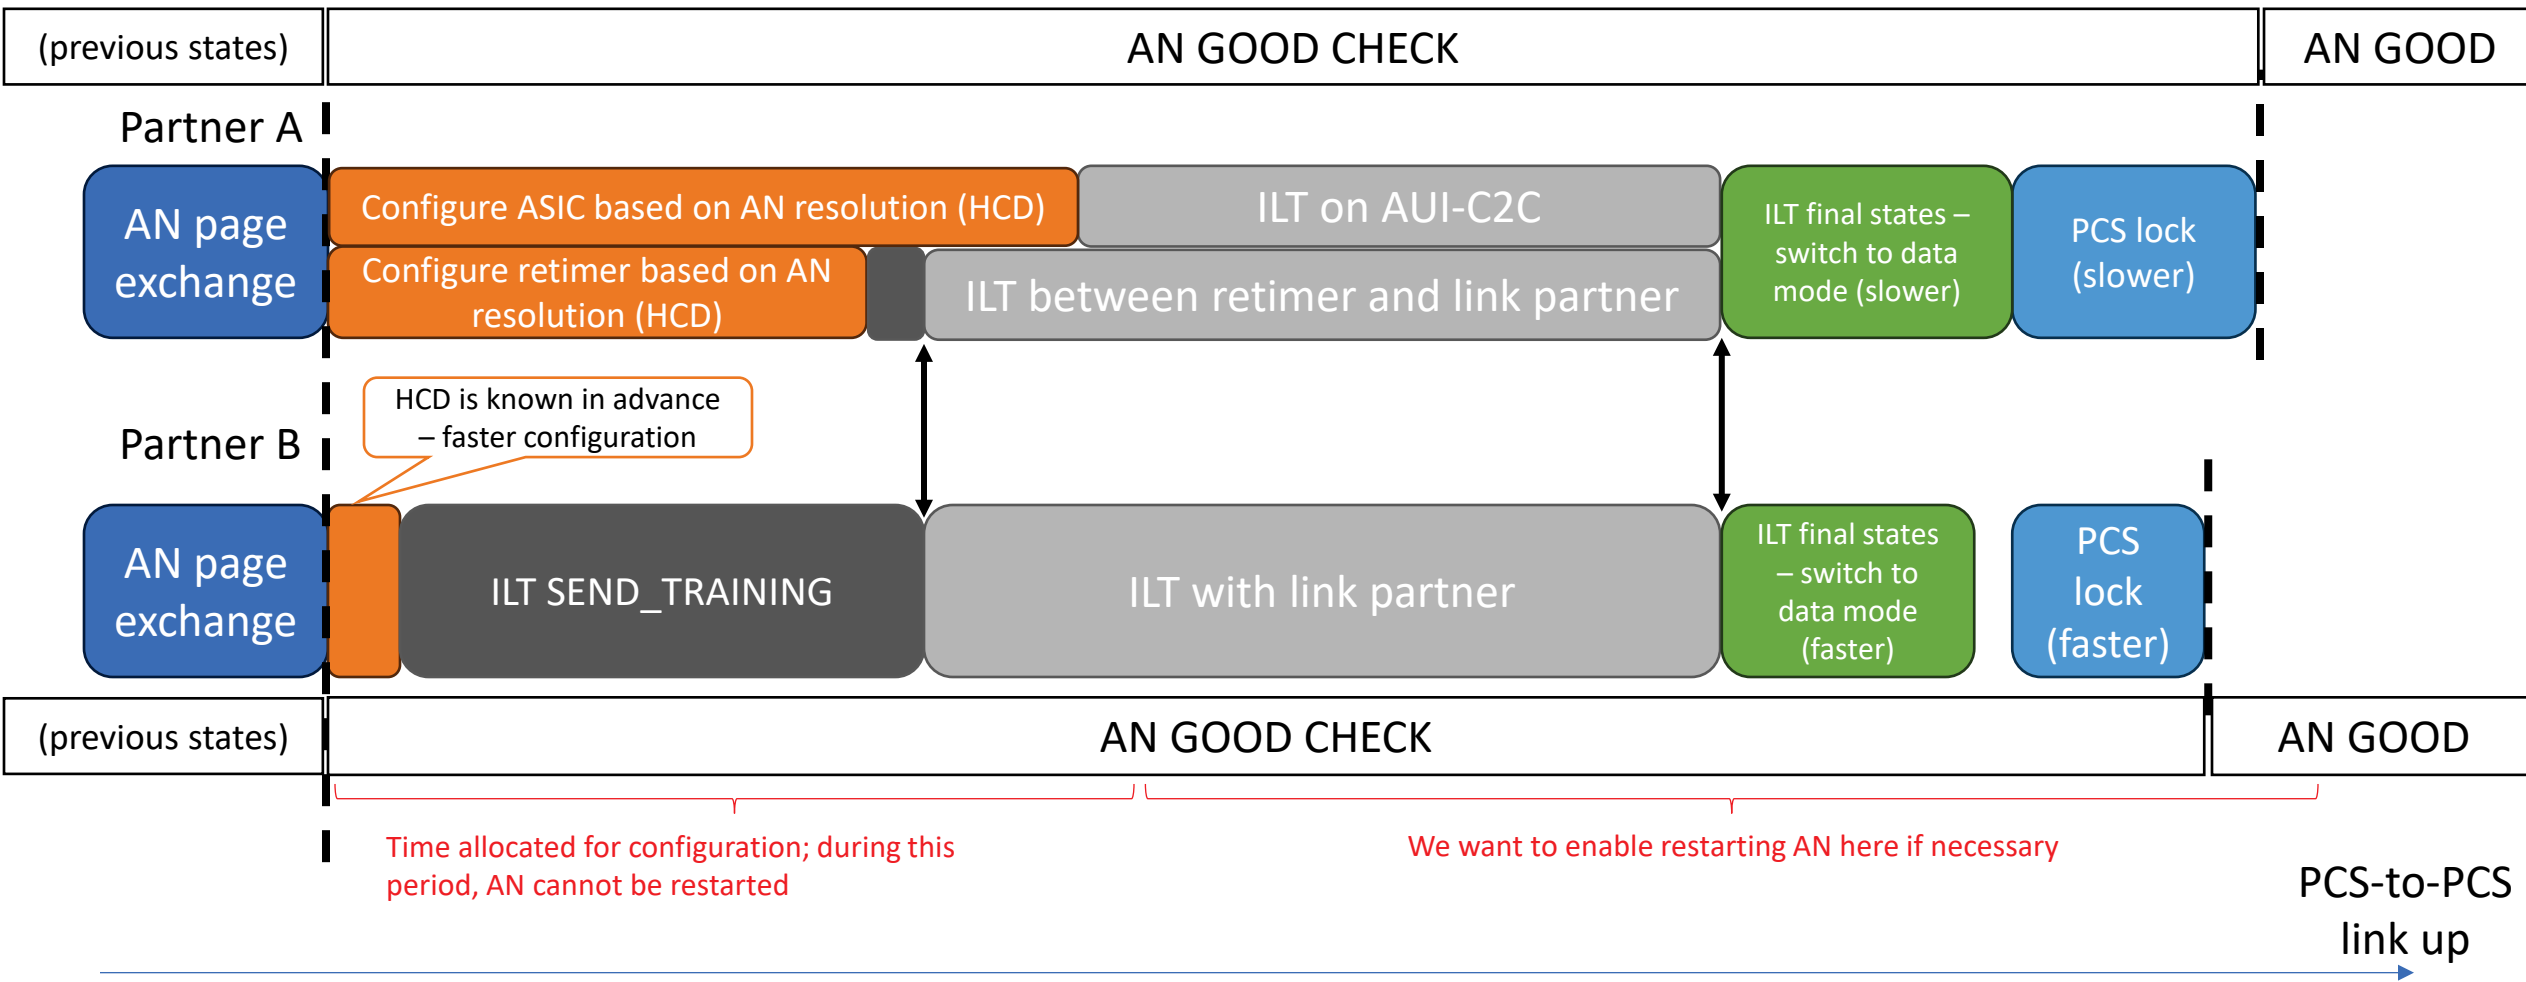 (previous states)
AN GOOD CHECK
AN GOOD
Partner A
AN page
exchange
Configure ASIC based on AN resolution (HCD)
ILT on AUI-C2C
Configure retimer based on AN
resolution (HCD)
ILT between retimer and link partner
ILT final states –
switch to data
mode (slower)
PCS lock
(slower)
HCD is known in advance
– faster configuration
Partner B
AN page
exchange
ILT SEND_TRAINING
ILT with link partner
ILT final states
– switch to
data mode
(faster)
PCS
lock
(faster)
(previous states)
AN GOOD CHECK
AN GOOD
Time allocated for configuration; during this
period, AN cannot be restarted
We want to enable restarting AN here if necessary
PCS-to-PCS
link up